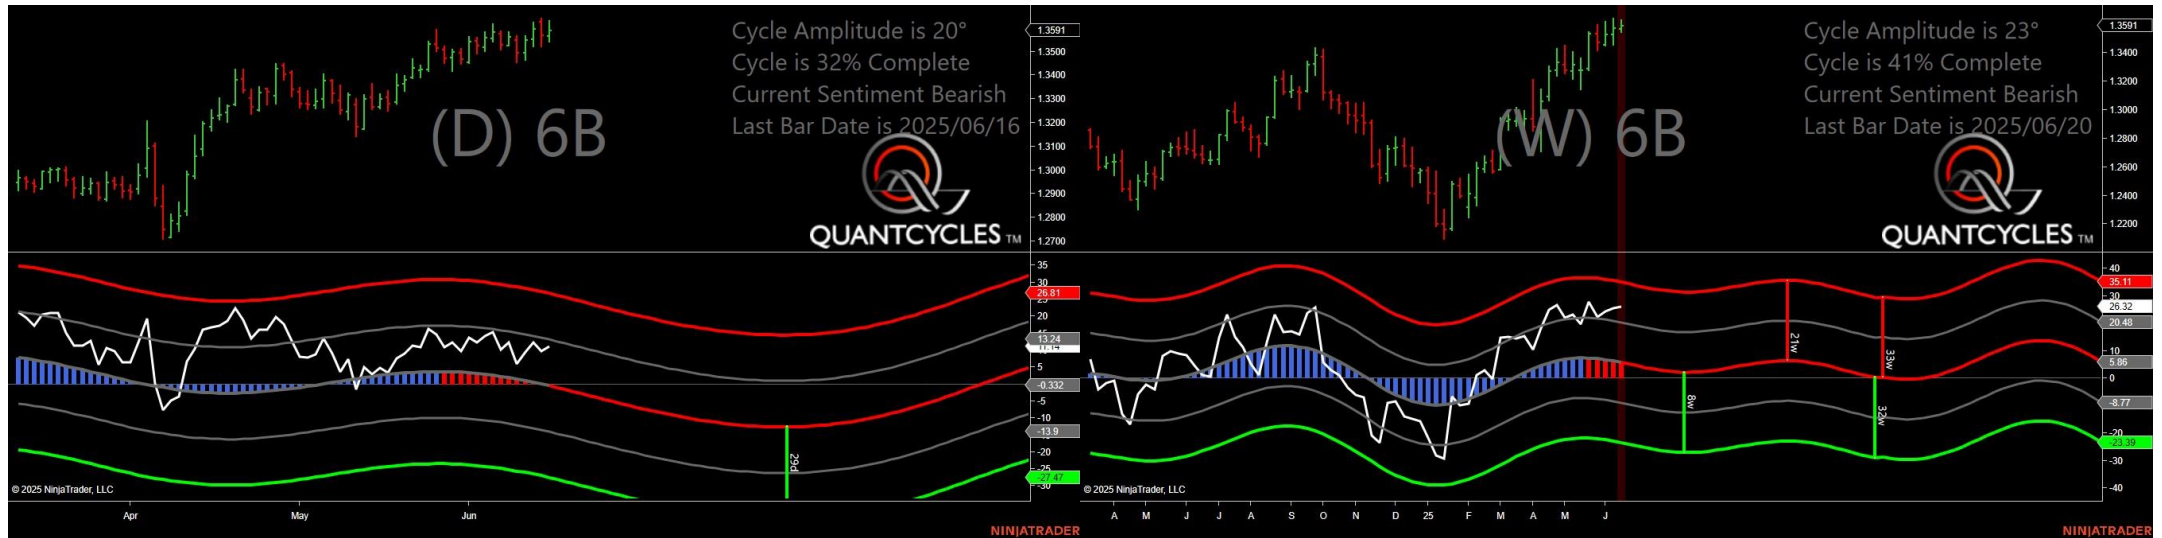 Cycle Amplitude is 20°
Cycle is 32% Complete
Current Sentiment Bearish
Last Bar Date is 2025/06/16
(D) 6B
QUANTCYCLES TM
1.3591
1.3500
1.3400
1.3300
1.3200
1.3100
1.3000
1.2900
1.2800
1.2700
35
30
26.81
20
13.24
5
-0.332
-5
-10
-13.9
-20
-25
-27.47
-30
29d
© 2025 NinjaTrader, LLC
Apr May Jun
NINJATRADER
Cycle Amplitude is 23°
Cycle is 41% Complete
Current Sentiment Bearish
Last Bar Date is 2025/06/20
(W) 6B
QUANTCYCLES TM
1.3591
1.3400
1.3200
1.3000
1.2800
1.2600
1.2400
1.2200
40
35.11
30
26.32
20.48
10
5.86
0
-8.77
-20
-23.39
-30
-40
21w
33w
8w
32w
© 2025 NinjaTrader, LLC
A M J J A S O N D 25 F M A M J
NINJATRADER